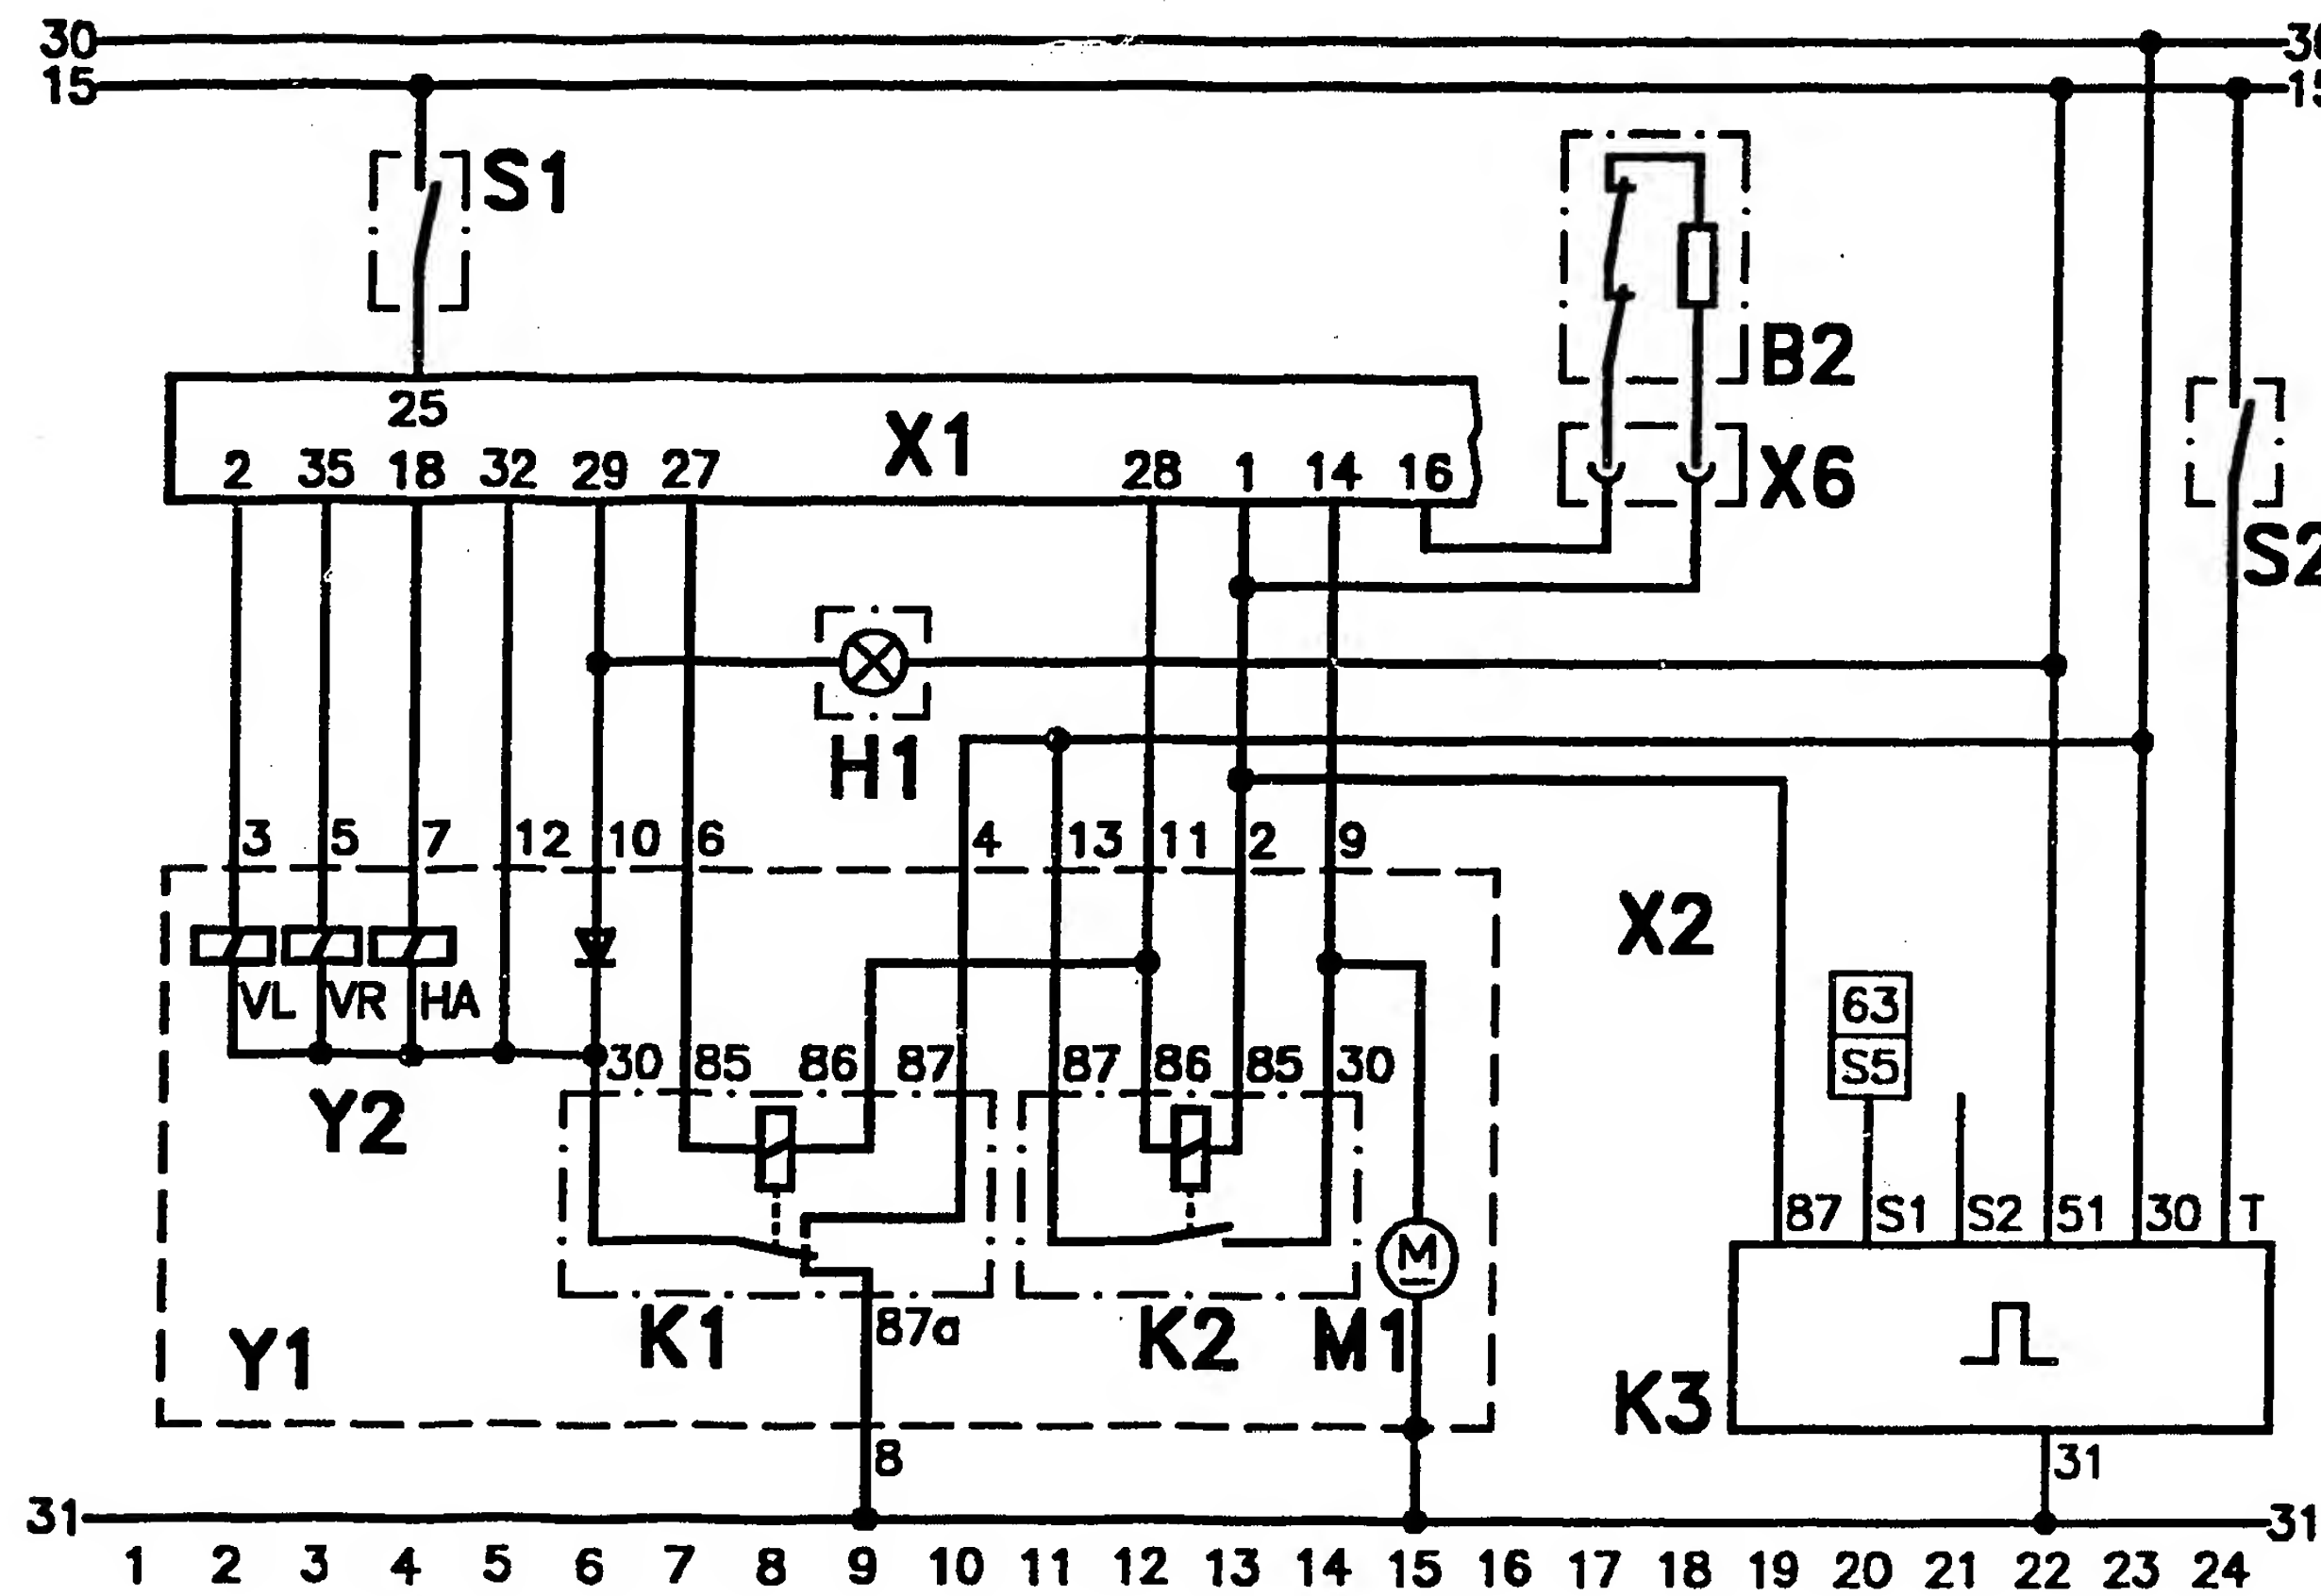 30 30
15 15
S1
B2
25
X1
2 35 18 32 29 27 28 1 14 16
X6
S2
H1
3 5 7 12 10 6 4 13 11 2 9
X2
VL VR HA
63
S5
30 85 86 87 87 86 85 30
Y2
87 S1 S2 51 30 T
M
K1 87a K2 M1
Y1
K3
8
31
31 31
1 2 3 4 5 6 7 8 9 10 11 12 13 14 15 16 17 18 19 20 21 22 23 24